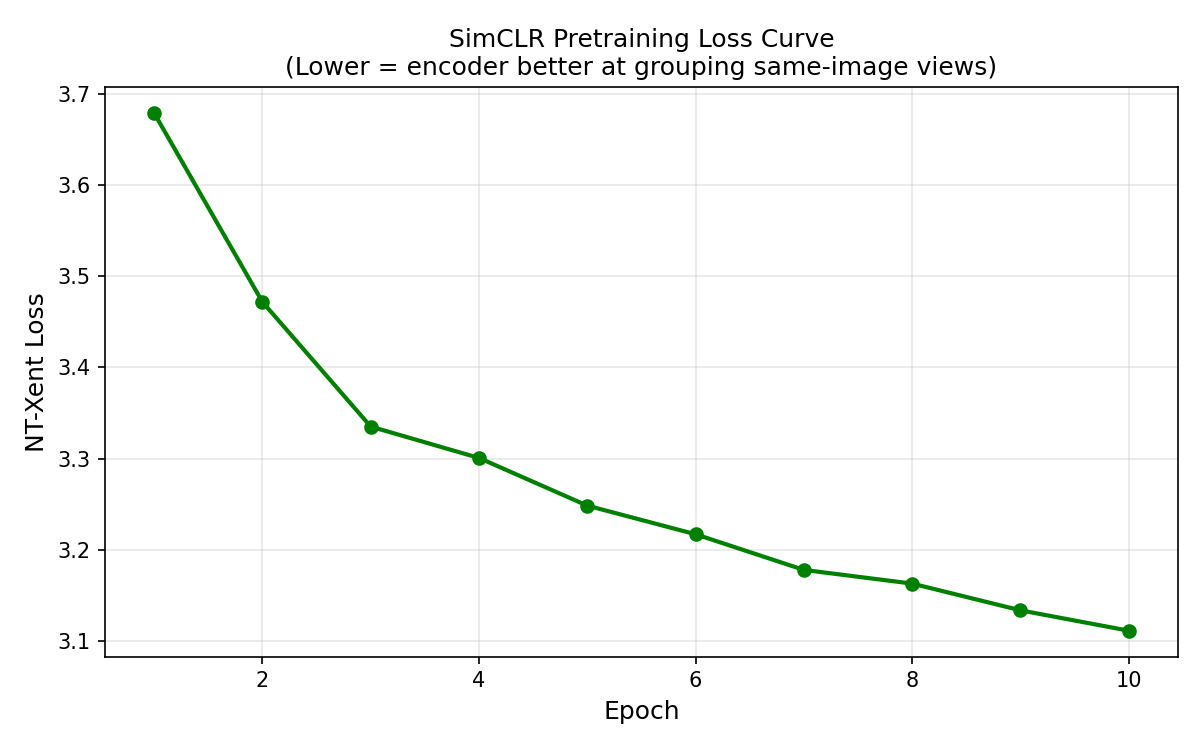 SimCLR Pretraining Loss Curve
(Lower = encoder better at grouping same-image views)
3.7
3.6
3.5
3.4
3.3
3.2
3.1
NT-Xent Loss
2 4 6 8 10
Epoch